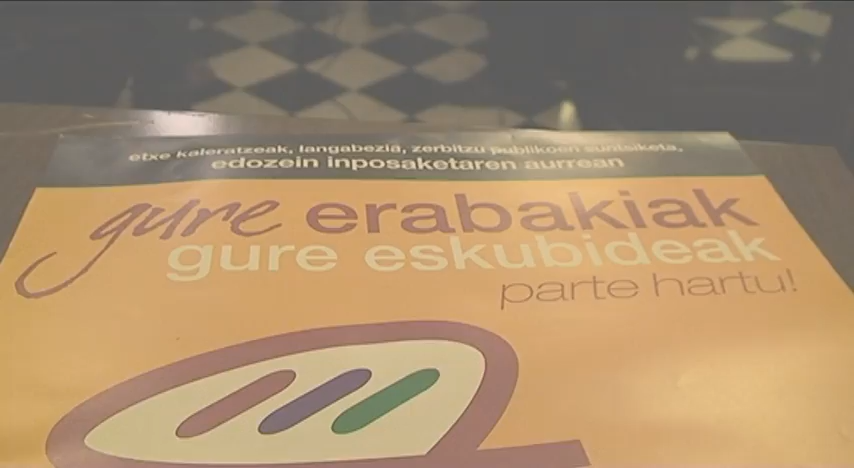 etxe kaleratzeak, langabezia, zerbitzu publikoen suntsiketa,
edozein inposaketaren aurrean
gure erabakiak
gure eskubideak
parte hartu!